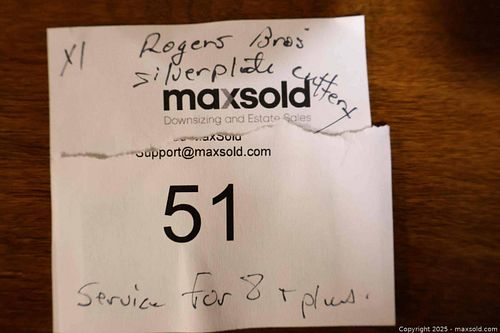 X1
Rogers Bros
silverplate cuttery
maxsold
Downsizing and Estate Sales
Support@maxsold.com
51
Service for 8 + plus.
Copyright © 2025 - maxsold.com